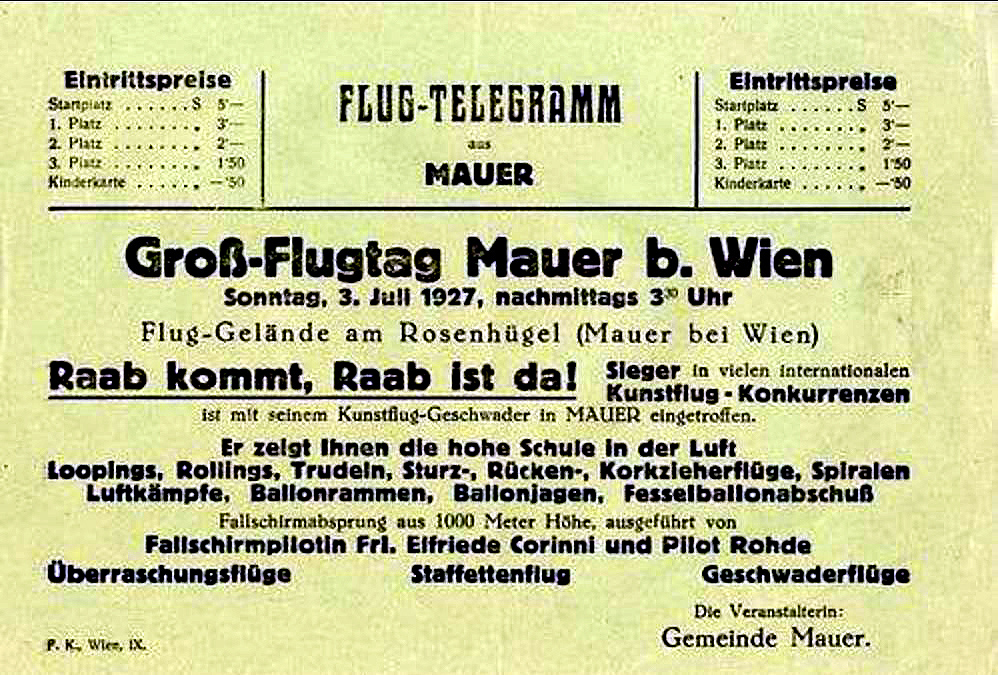 Eintrittspreise
Startplatz . . . . . . S 5'—
1. Platz . . . . . . . „ 3'—
2. Platz . . . . . . . „ 2'—
3. Platz . . . . . . . „ 1'50
Kinderkarte . . . . . „ —'50
FLUG-TELEGRAMM
aus
MAUER
Eintrittspreise
Startplatz . . . . . . S 5'—
1. Platz . . . . . . . „ 3'—
2. Platz . . . . . . . „ 2'—
3. Platz . . . . . . . „ 1'50
Kinderkarte . . . . . „ —'50
Groß-Flugtag Mauer b. Wien
Sonntag, 3. Juli 1927, nachmittags 3³⁰ Uhr
Flug-Gelände am Rosenhügel (Mauer bei Wien)
Raab kommt, Raab ist da!
Sieger in vielen internationalen
Kunstflug - Konkurrenzen
ist mit seinem Kunstflug-Geschwader in MAUER eingetroffen.
Er zeigt Ihnen die hohe Schule in der Luft
Loopings, Rollings, Trudeln, Sturz-, Rücken-, Korkzieherflüge, Spiralen
Luftkämpfe, Ballonrammen, Ballonjagen, Fesselballonabschuß
Fallschirmabsprung aus 1000 Meter Höhe, ausgeführt von
Fallschirmpilotin Frl. Elfriede Corinni und Pilot Rohde
Überraschungsflüge Staffettenflug Geschwaderflüge
Die Veranstalterin:
Gemeinde Mauer.
P. K., Wien, IX.